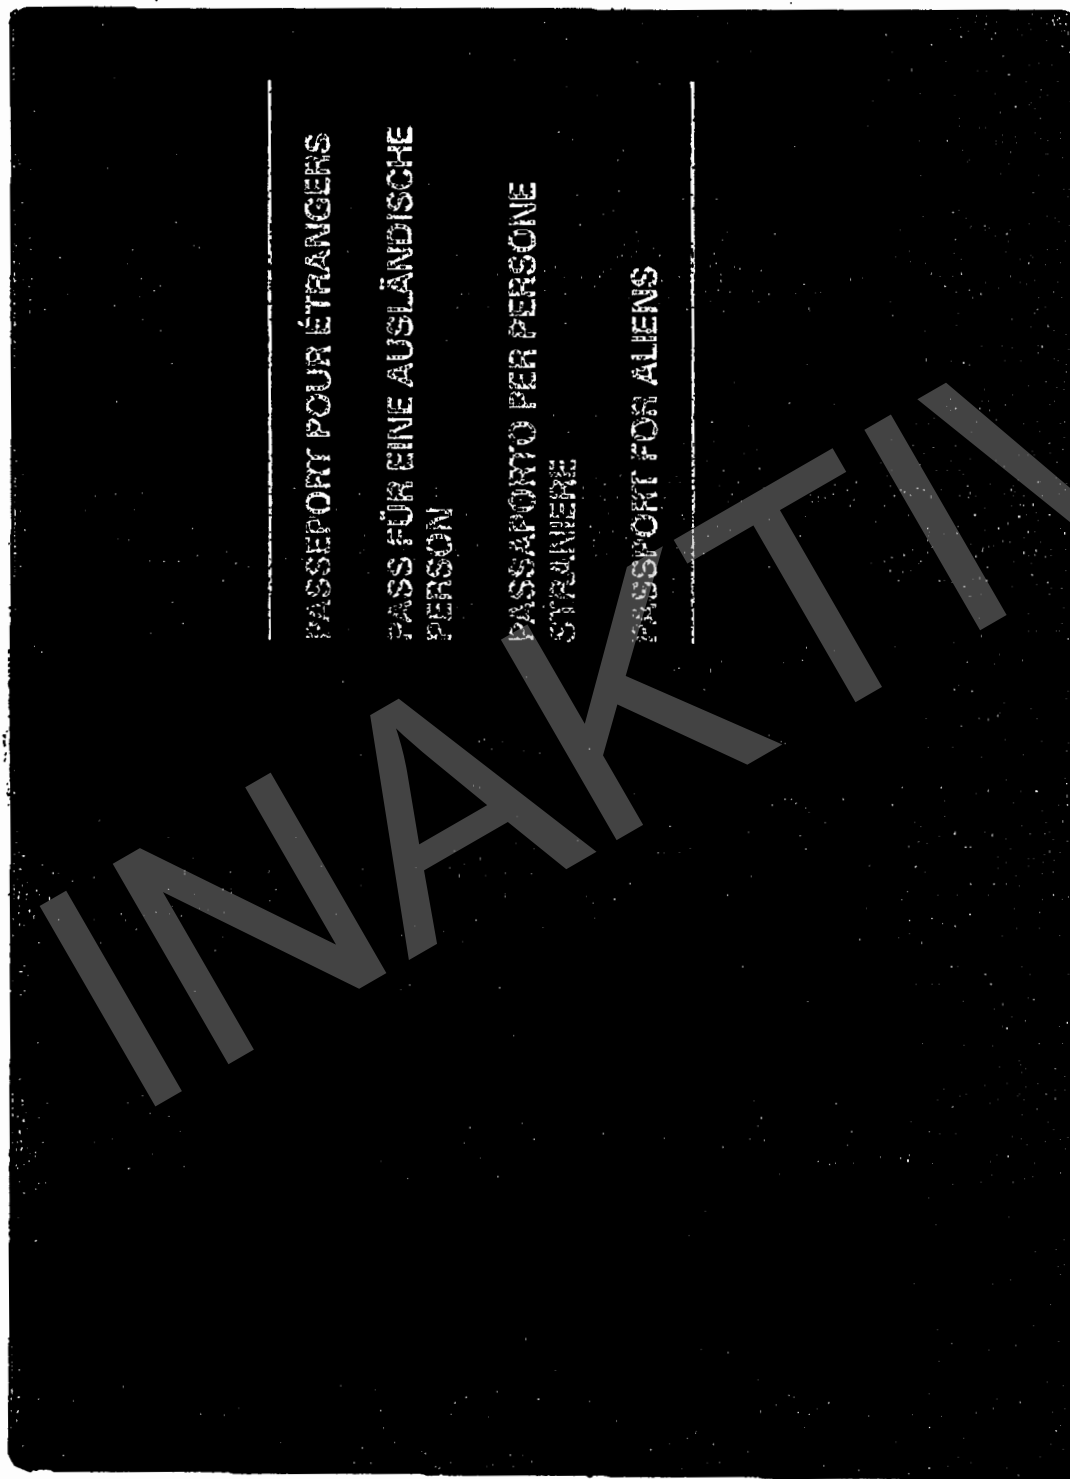 PASSEPORT POUR ÉTRANGERS
PASS FÜR EINE AUSLÄNDISCHE
PERSON
PASSAPORTO PER PERSONE
STRANIERE
PASSPORT FOR ALIENS
INAKTIV